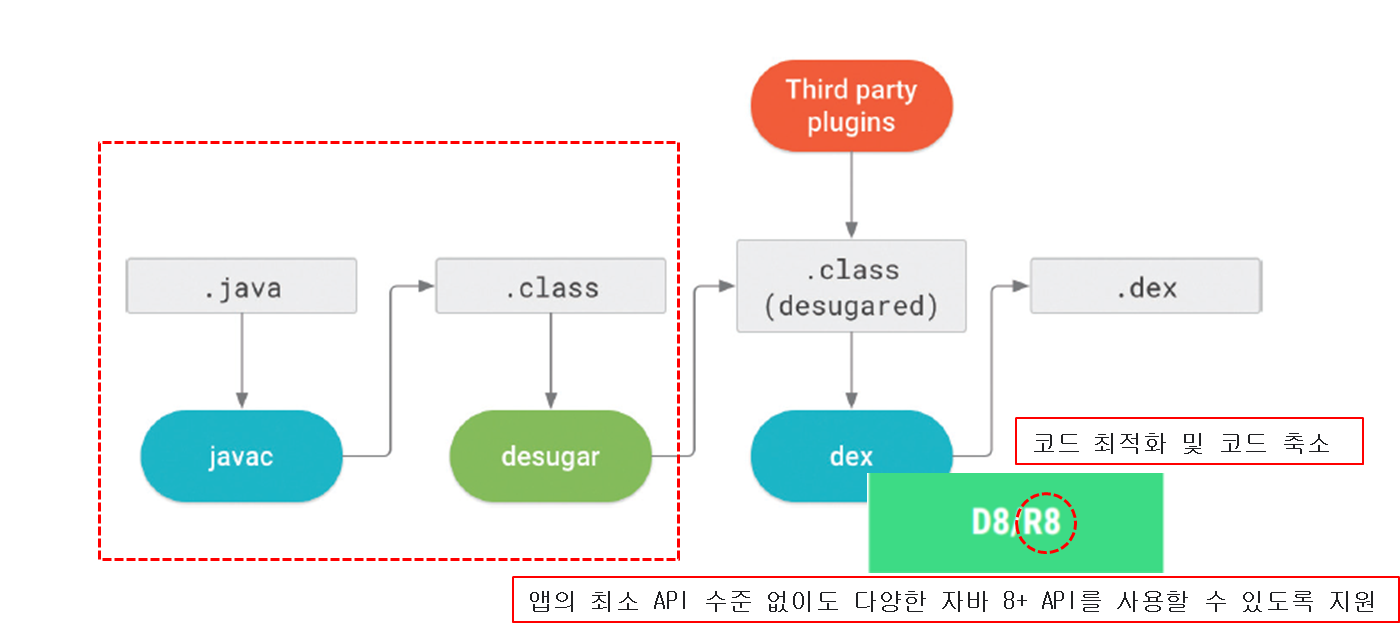 Third party
plugins
.java
.class
.class
(desugared)
.dex
javac
desugar
dex
코드 최적화 및 코드 축소
D8/R8
앱의 최소 API 수준 없이도 다양한 자바 8+ API를 사용할 수 있도록 지원